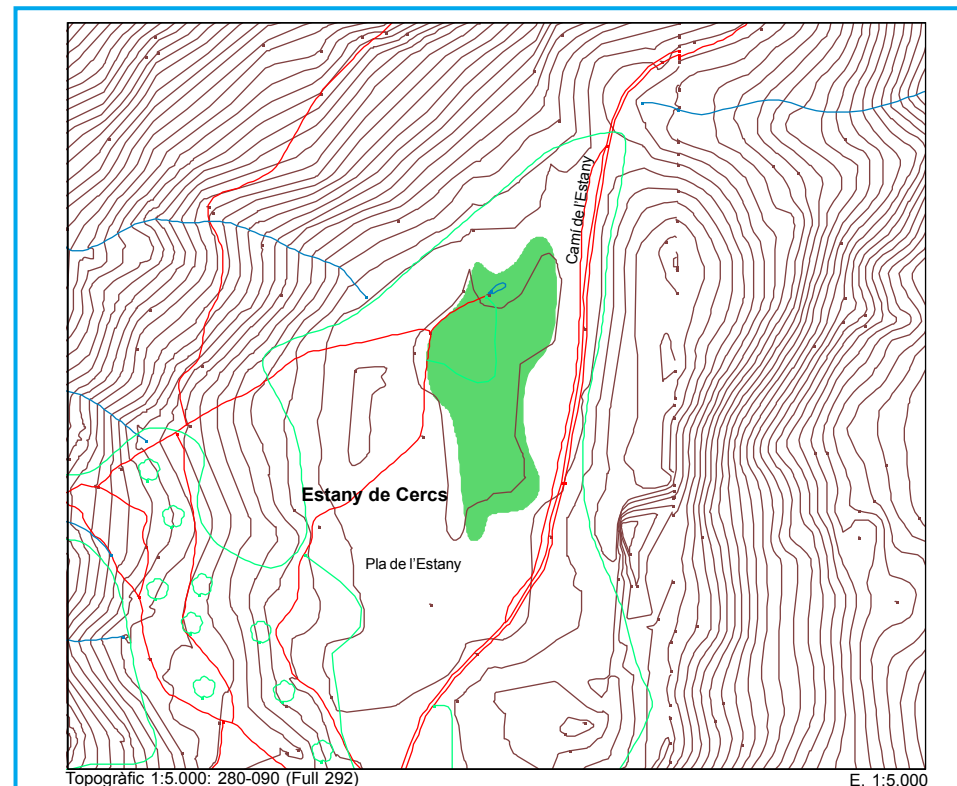 Camí de l'Estany
Estany de Cercs
Pla de l'Estany
Topogràfic 1:5.000: 280-090 (Full 292)
E. 1:5.000